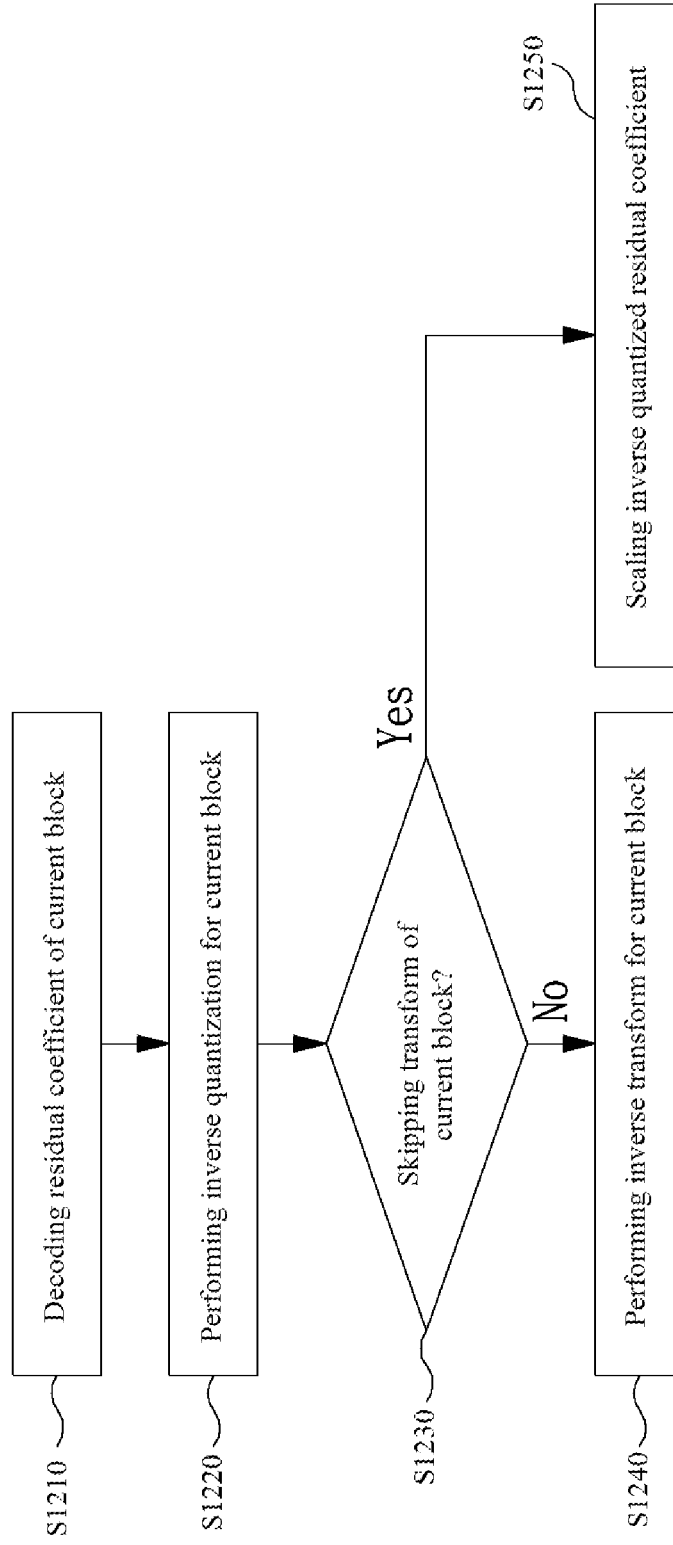 S1210
Decoding residual coefficient of current block
S1220
Performing inverse quantization for current block
S1230
Skipping transform of
current block?
Yes
No
S1240
Performing inverse transform for current block
S1250
Scaling inverse quantized residual coefficient